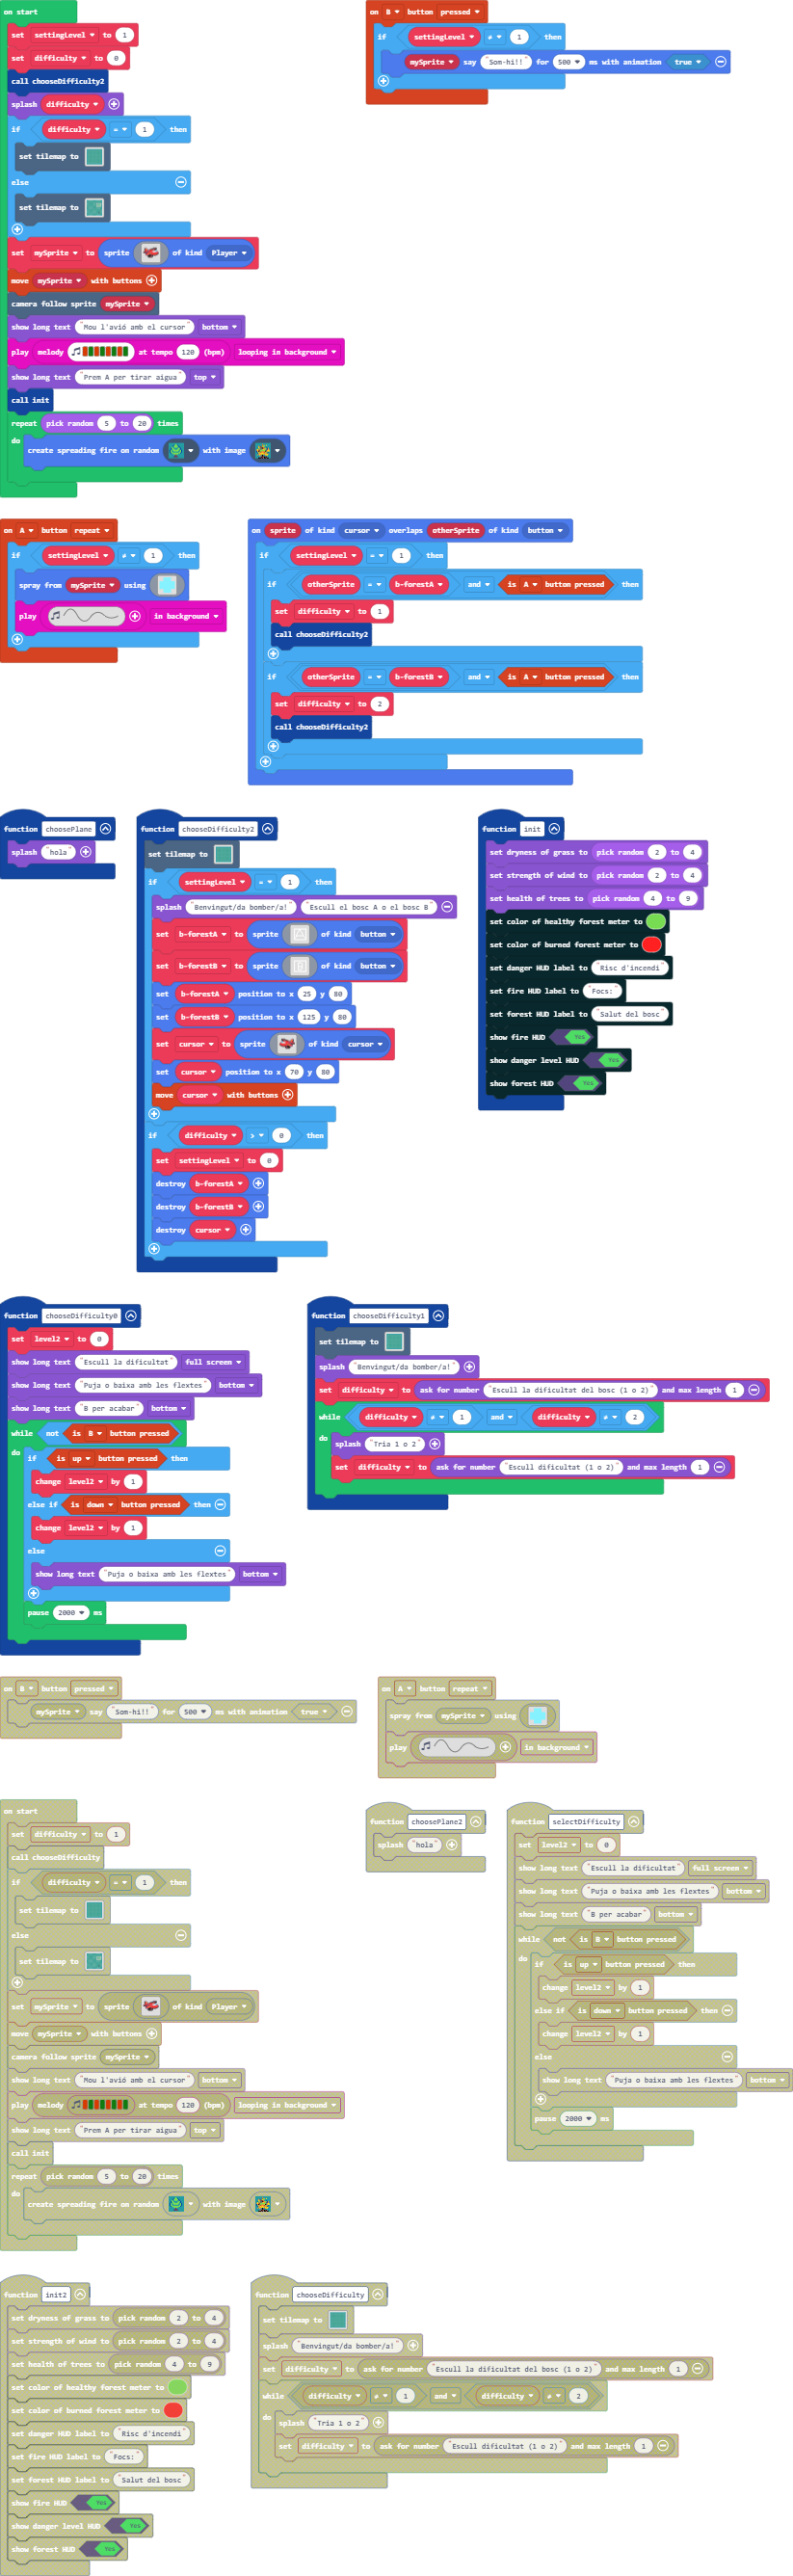 on start
set settingLevel to 1
set difficulty to 0
call chooseDifficulty2
splash difficulty
if difficulty = 1 then
set tilemap to
else
set tilemap to
set mySprite to sprite of kind Player
move mySprite with buttons
camera follow sprite mySprite
show long text "Mou l'avió amb el cursor" bottom
play melody at tempo 120 (bpm) looping in background
show long text "Prem A per tirar aigua" top
call init
repeat pick random 5 to 20 times
do
create spreading fire on random with image
on B button pressed
if settingLevel ≠ 1 then
mySprite say "Som-hi!!" for 500 ms with animation true
on A button repeat
if settingLevel ≠ 1 then
spray from mySprite using
play in background
on sprite of kind cursor overlaps otherSprite of kind button
if settingLevel = 1 then
if otherSprite = b-forestA and is A button pressed then
set difficulty to 1
call chooseDifficulty2
if otherSprite = b-forestB and is A button pressed then
set difficulty to 2
call chooseDifficulty2
function choosePlane
splash "hola"
function chooseDifficulty2
set tilemap to
if settingLevel = 1 then
splash "Benvingut/da bomber/a!" "Escull el bosc A o el bosc B"
set b-forestA to sprite of kind button
set b-forestB to sprite of kind button
set b-forestA position to x 25 y 80
set b-forestB position to x 125 y 80
set cursor to sprite of kind cursor
set cursor position to x 70 y 80
move cursor with buttons
if difficulty > 0 then
set settingLevel to 0
destroy b-forestA
destroy b-forestB
destroy cursor
function init
set dryness of grass to pick random 2 to 4
set strength of wind to pick random 2 to 4
set health of trees to pick random 4 to 9
set color of healthy forest meter to
set color of burned forest meter to
set danger HUD label to "Risc d'incendi"
set fire HUD label to "Focs:"
set forest HUD label to "Salut del bosc"
show fire HUD YES
show danger level HUD YES
show forest HUD YES
function chooseDifficulty0
set level2 to 0
show long text "Escull la dificultat" full screen
show long text "Puja o baixa amb les flextes" bottom
show long text "B per acabar" bottom
while not is B button pressed
do
if is up button pressed then
change level2 by 1
else if is down button pressed then
change level2 by 1
else
show long text "Puja o baixa amb les flextes" bottom
pause 2000 ms
function chooseDifficulty1
set tilemap to
splash "Benvingut/da bomber/a!"
set difficulty to ask for number "Escull la dificultat del bosc (1 o 2)" and max length 1
while difficulty ≠ 1 and difficulty ≠ 2
do
splash "Tria 1 o 2"
set difficulty to ask for number "Escull dificultat (1 o 2)" and max length 1
on B button pressed
mySprite say "Som-hi!!" for 500 ms with animation true
on A button repeat
spray from mySprite using
play in background
on start
set difficulty to 1
call chooseDifficulty
if difficulty = 1 then
set tilemap to
else
set tilemap to
set mySprite to sprite of kind Player
move mySprite with buttons
camera follow sprite mySprite
show long text "Mou l'avió amb el cursor" bottom
play melody at tempo 120 (bpm) looping in background
show long text "Prem A per tirar aigua" top
call init
repeat pick random 5 to 20 times
do
create spreading fire on random with image
function choosePlane2
splash "hola"
function selectDifficulty
set level2 to 0
show long text "Escull la dificultat" full screen
show long text "Puja o baixa amb les flextes" bottom
show long text "B per acabar" bottom
while not is B button pressed
do
if is up button pressed then
change level2 by 1
else if is down button pressed then
change level2 by 1
else
show long text "Puja o baixa amb les flextes" bottom
pause 2000 ms
function init2
set dryness of grass to pick random 2 to 4
set strength of wind to pick random 2 to 4
set health of trees to pick random 4 to 9
set color of healthy forest meter to
set color of burned forest meter to
set danger HUD label to "Risc d'incendi"
set fire HUD label to "Focs:"
set forest HUD label to "Salut del bosc"
show fire HUD YES
show danger level HUD YES
show forest HUD YES
function chooseDifficulty
set tilemap to
splash "Benvingut/da bomber/a!"
set difficulty to ask for number "Escull la dificultat del bosc (1 o 2)" and max length 1
while difficulty ≠ 1 and difficulty ≠ 2
do
splash "Tria 1 o 2"
set difficulty to ask for number "Escull dificultat (1 o 2)" and max length 1